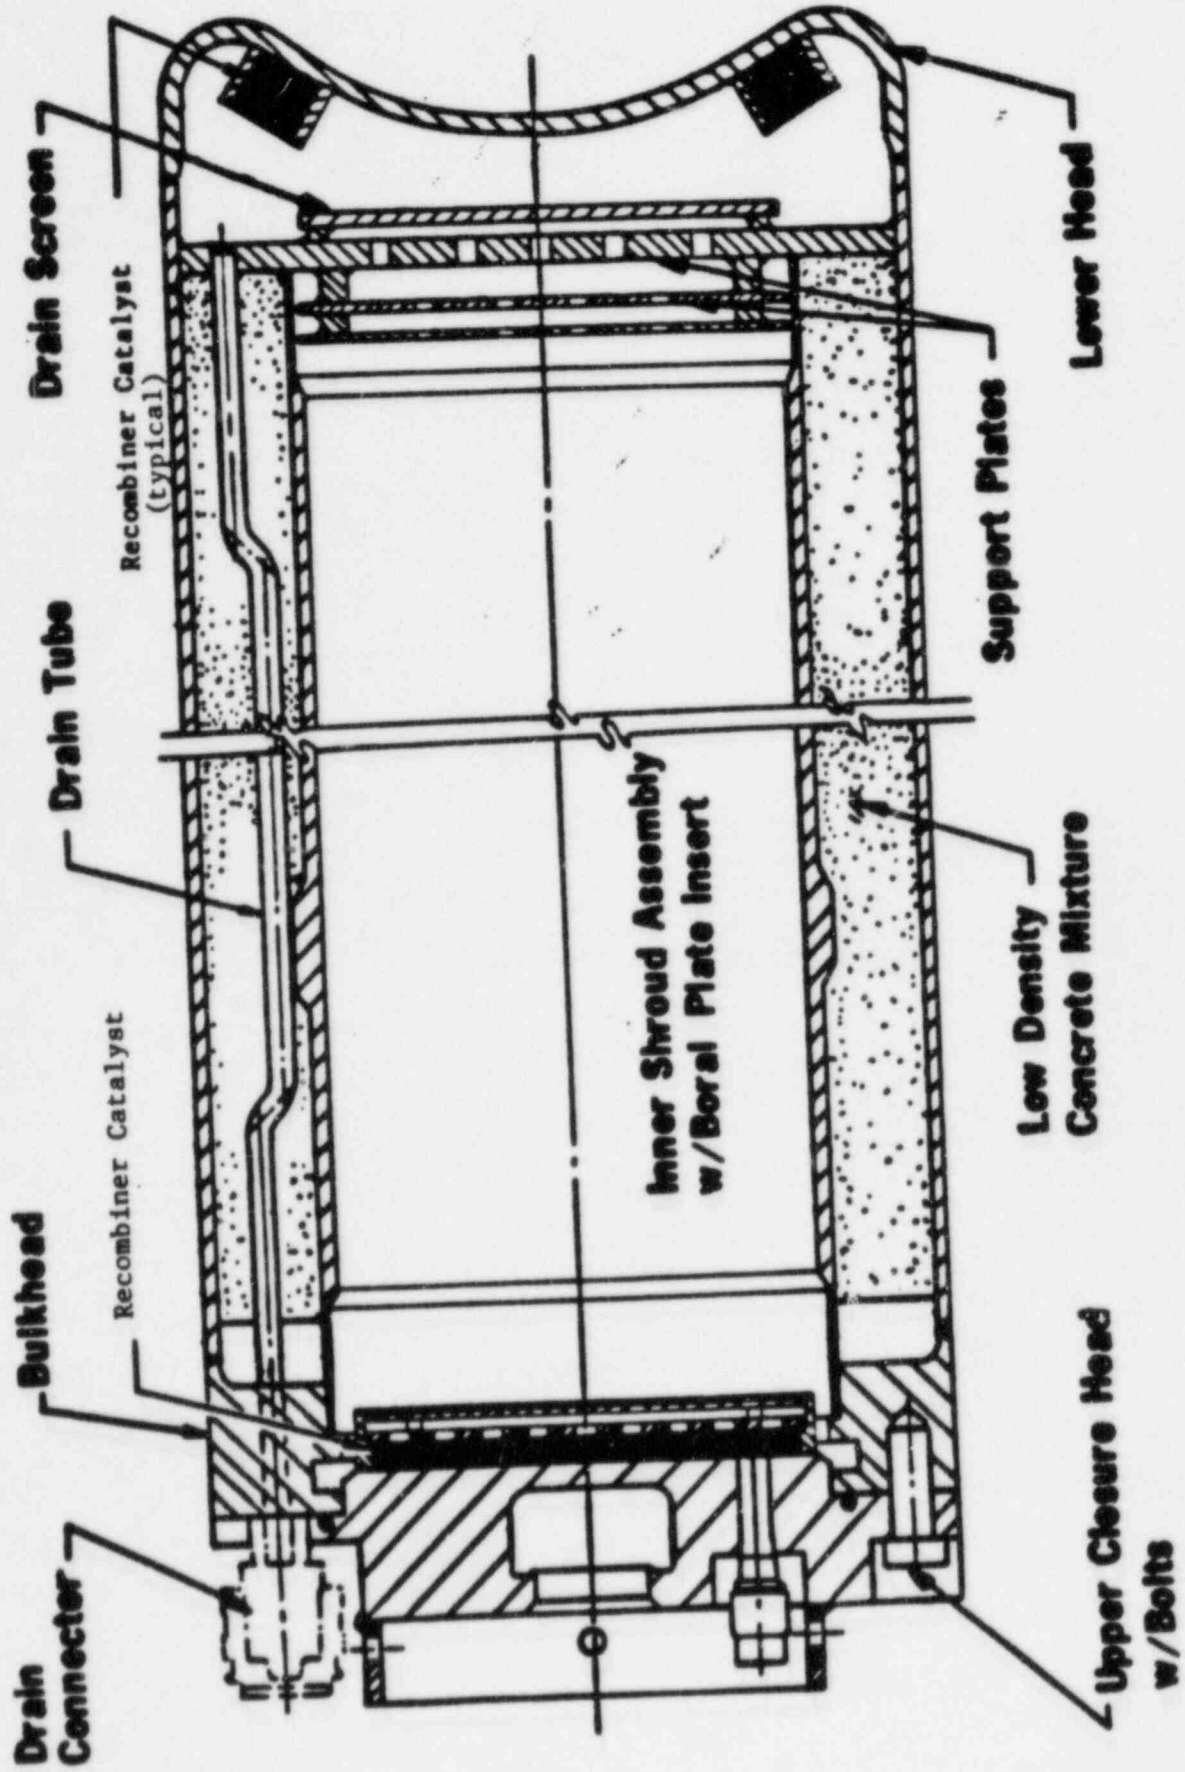 Drain
Connector
Bulkhead
Recombiner Catalyst
Drain Tube
Recombiner Catalyst
(typical)
Drain Screen
Inner Shroud Assembly
w/Boral Plate Insert
Upper Closure Head
w/Bolts
Low Density
Concrete Mixture
Support Plates
Lower Head